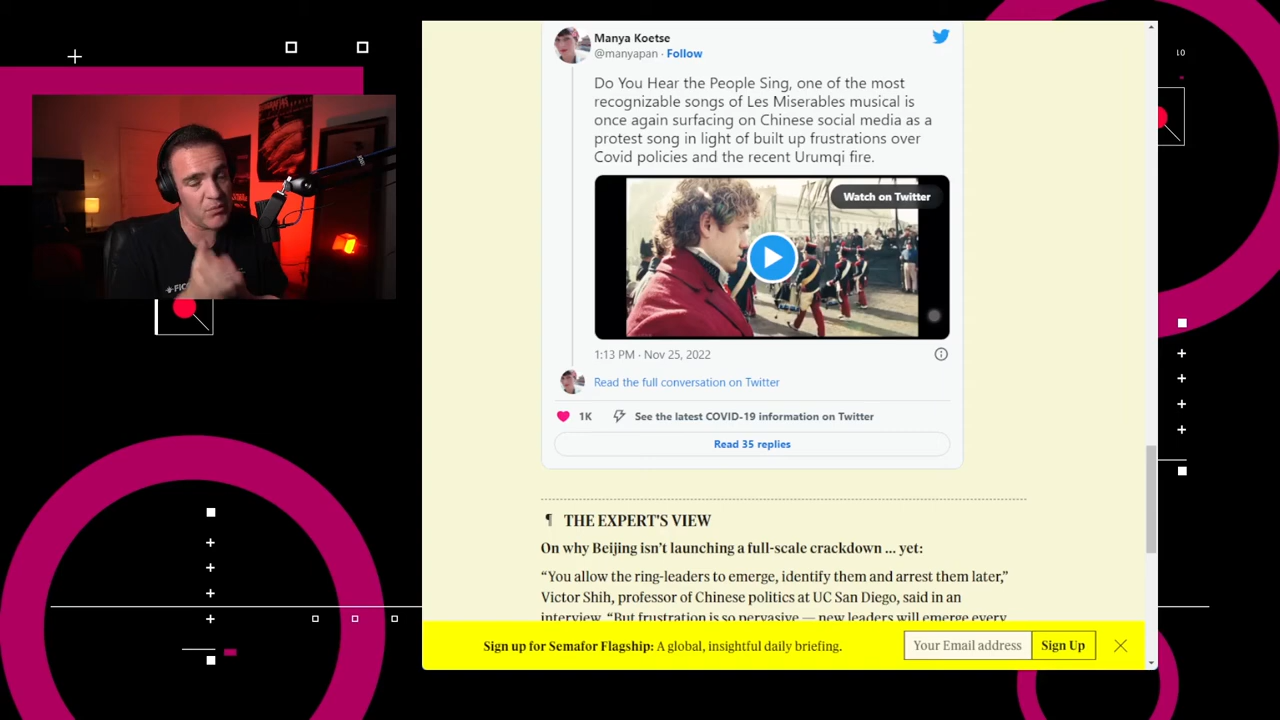 Manya Koetse
@manyapan · Follow
Do You Hear the People Sing, one of the most
recognizable songs of Les Miserables musical is
once again surfacing on Chinese social media as a
protest song in light of built up frustrations over
Covid policies and the recent Urumqi fire.
Watch on Twitter
1:13 PM · Nov 25, 2022
Read the full conversation on Twitter
1K
See the latest COVID-19 information on Twitter
Read 35 replies
¶ THE EXPERT'S VIEW
On why Beijing isn't launching a full-scale crackdown ... yet:
“You allow the ring-leaders to emerge, identify them and arrest them later,”
Victor Shih, professor of Chinese politics at UC San Diego, said in an
interview. “But frustration is so pervasive — new leaders will emerge every
Sign up for Semafor Flagship: A global, insightful daily briefing.
Your Email address
Sign Up
10